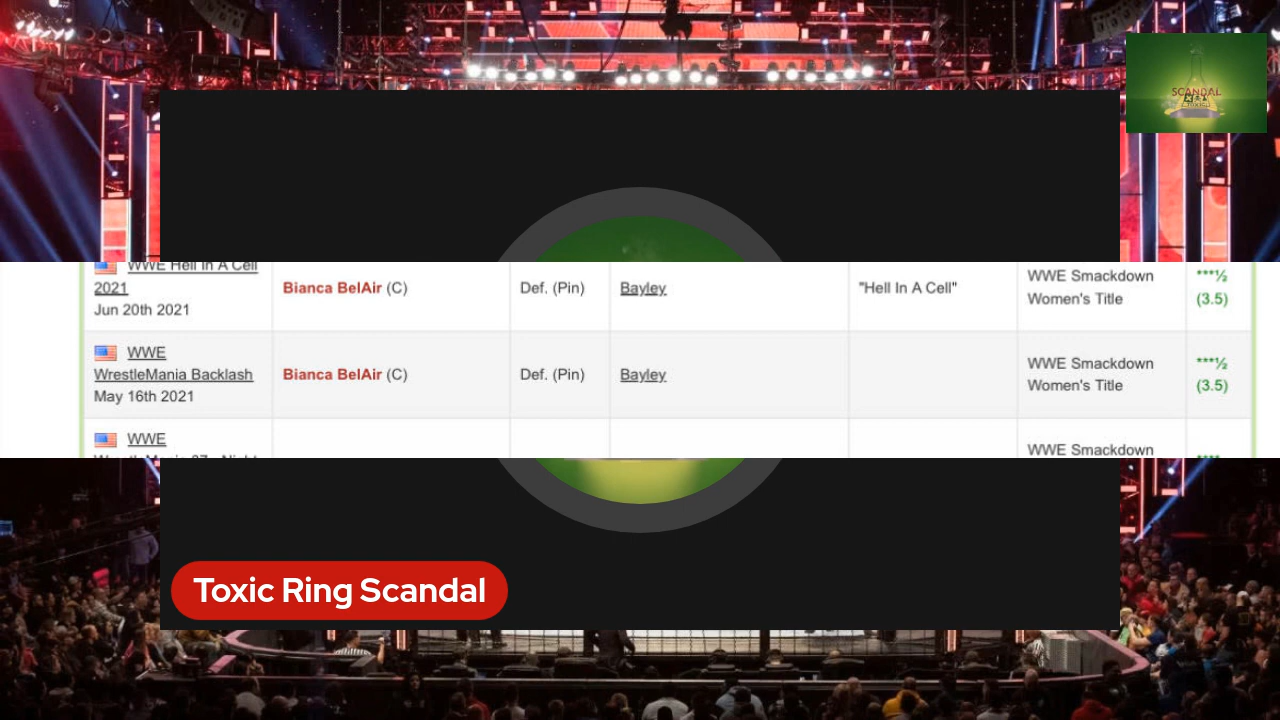 SCANDAL
WWE Hell In A Cell
2021
Jun 20th 2021
Bianca BelAir (C)
Def. (Pin)
Bayley
"Hell In A Cell"
WWE Smackdown
Women's Title
***½
(3.5)
WWE
WrestleMania Backlash
May 16th 2021
Bianca BelAir (C)
Def. (Pin)
Bayley
WWE Smackdown
Women's Title
***½
(3.5)
WWE
WWE Smackdown
Toxic Ring Scandal